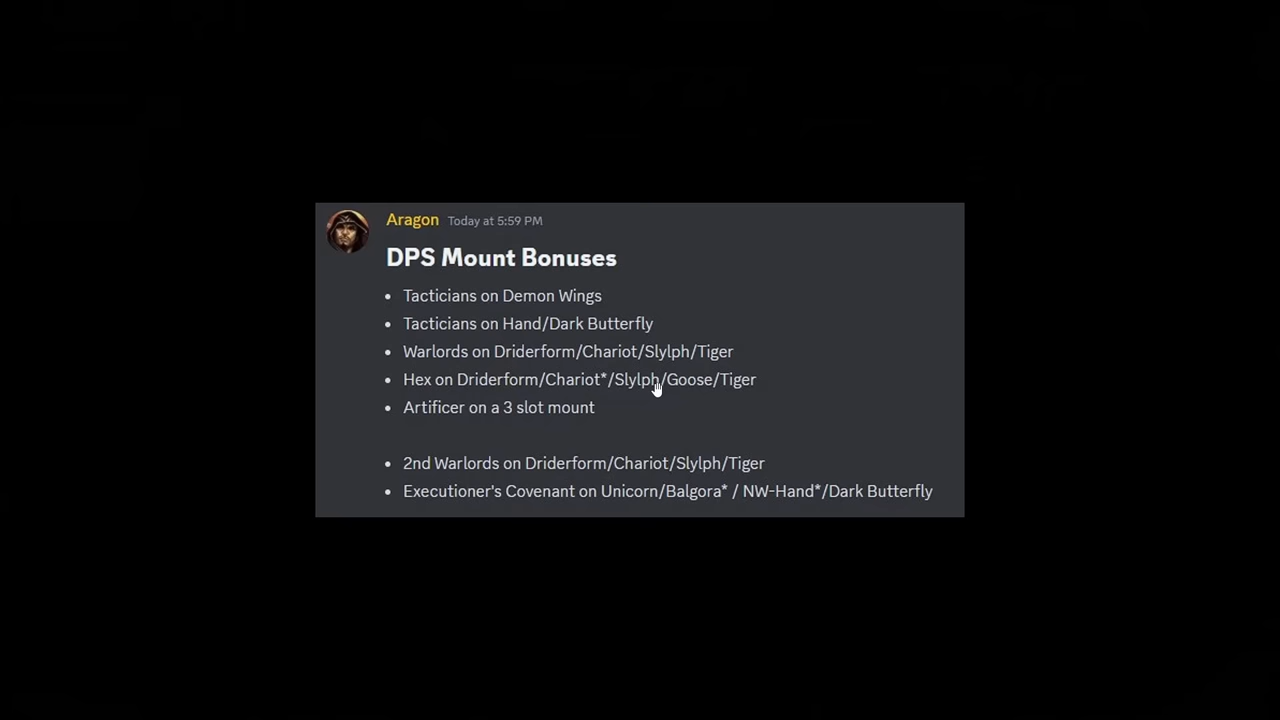 Aragon Today at 5:59 PM
DPS Mount Bonuses
• Tacticians on Demon Wings
• Tacticians on Hand/Dark Butterfly
• Warlords on Driderform/Chariot/Slylph/Tiger
• Hex on Driderform/Chariot*/Slylph/Goose/Tiger
• Artificer on a 3 slot mount
• 2nd Warlords on Driderform/Chariot/Slylph/Tiger
• Executioner's Covenant on Unicorn/Balgora* / NW-Hand*/Dark Butterfly